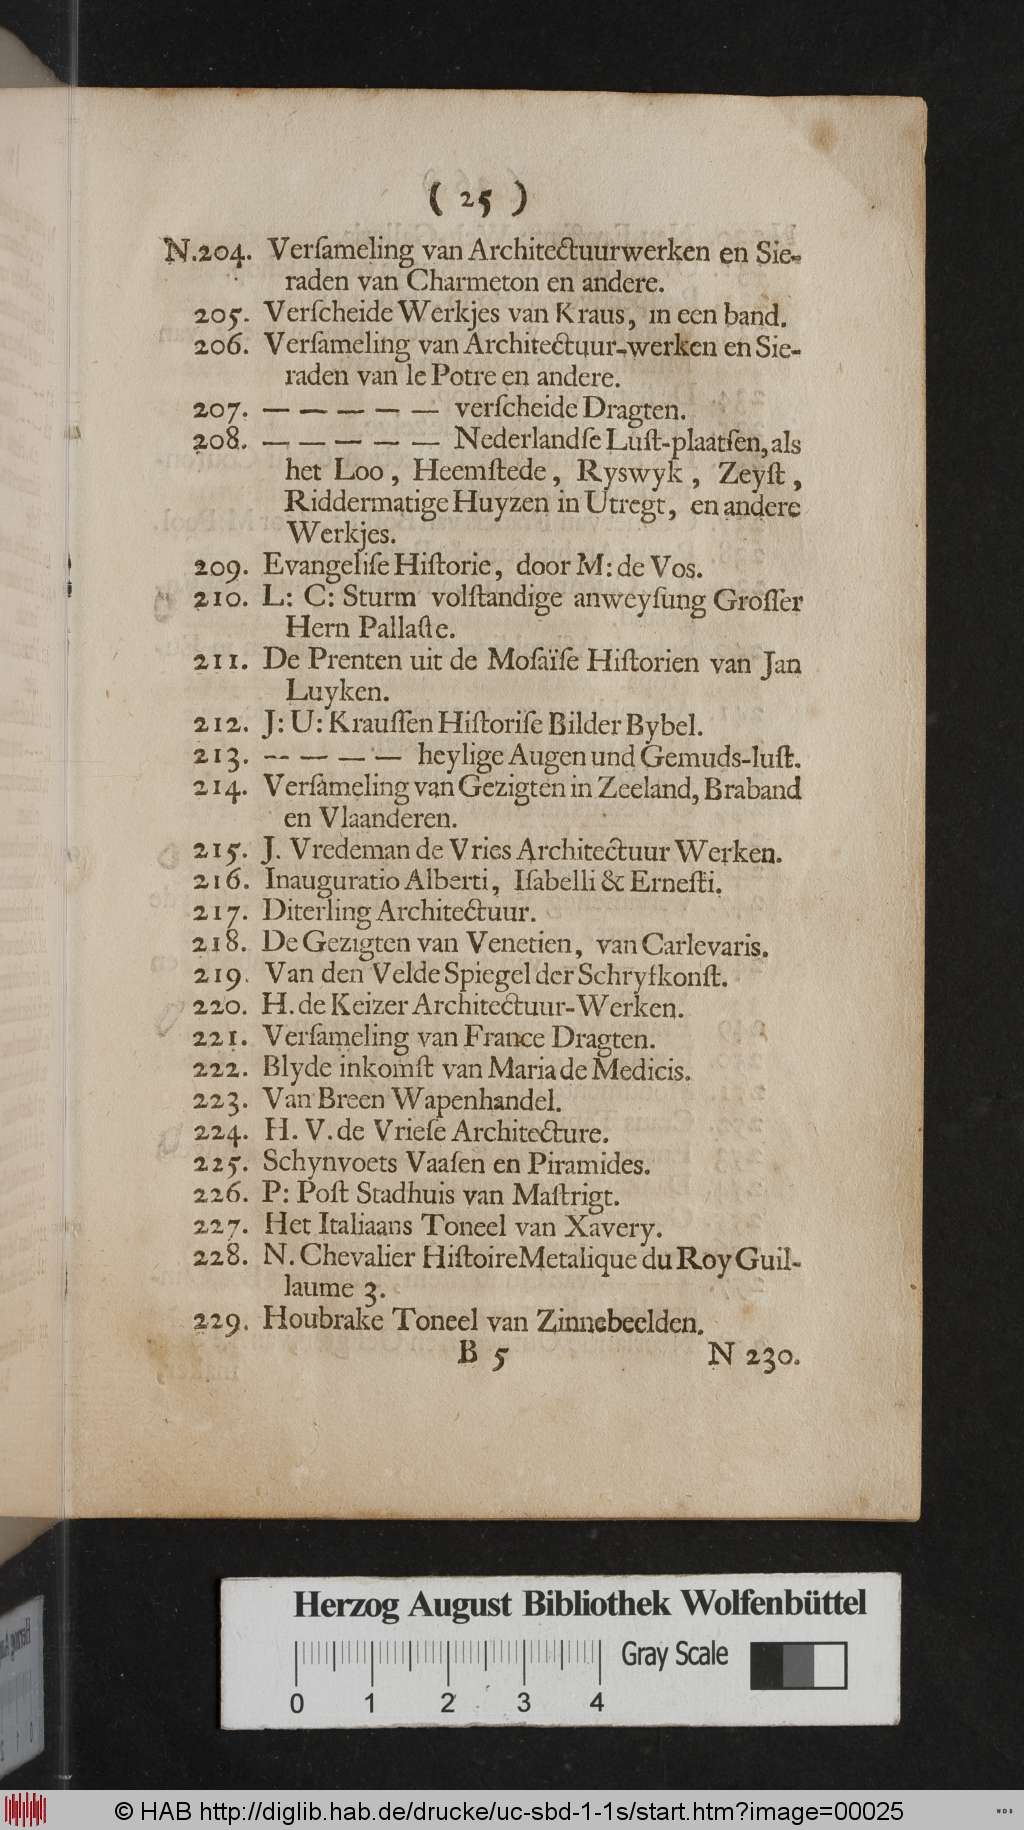 ( 25 )
N.204. Verſameling van Architectuurwerken en Sie-
raden van Charmeton en andere.
205. Verſcheide Werkjes van Kraus, in een band.
206. Verſameling van Architectuur-werken en Sie-
raden van le Potre en andere.
207. — — — — — verſcheide Dragten.
208. — — — — — Nederlandſe Luſt-plaatſen, als
het Loo, Heemſtede, Ryswyk, Zeyſt,
Riddermatige Huyzen in Utregt, en andere
Werkjes.
209. Evangeliſe Hiſtorie, door M: de Vos.
210. L: C: Sturm volſtandige anweyſung Groſſer
Hern Pallaſte.
211. De Prenten uit de Moſaïſe Hiſtorien van Jan
Luyken.
212. J: U: Krauſſen Hiſtoriſe Bilder Bybel.
213. -- — — — heylige Augen und Gemuds-luſt.
214. Verſameling van Gezigten in Zeeland, Braband
en Vlaanderen.
215. J. Vredeman de Vries Architectuur Werken.
216. Inauguratio Alberti, Iſabelli & Erneſti.
217. Diterling Architectuur.
218. De Gezigten van Venetien, van Carlevaris.
219. Van den Velde Spiegel der Schryfkonſt.
220. H. de Keizer Architectuur-Werken.
221. Verſameling van France Dragten.
222. Blyde inkomſt van Maria de Medicis.
223. Van Breen Wapenhandel.
224. H. V. de Vrieſe Architecture.
225. Schynvoets Vaaſen en Piramides.
226. P: Poſt Stadhuis van Maſtrigt.
227. Het Italiaans Toneel van Xavery.
228. N. Chevalier Hiſtoire Metalique du Roy Guil-
laume 3.
229. Houbrake Toneel van Zinnebeelden.
B 5 N 230.
Herzog August Bibliothek Wolfenbüttel
Gray Scale
0 1 2 3 4
© HAB http://diglib.hab.de/drucke/uc-sbd-1-1s/start.htm?image=00025